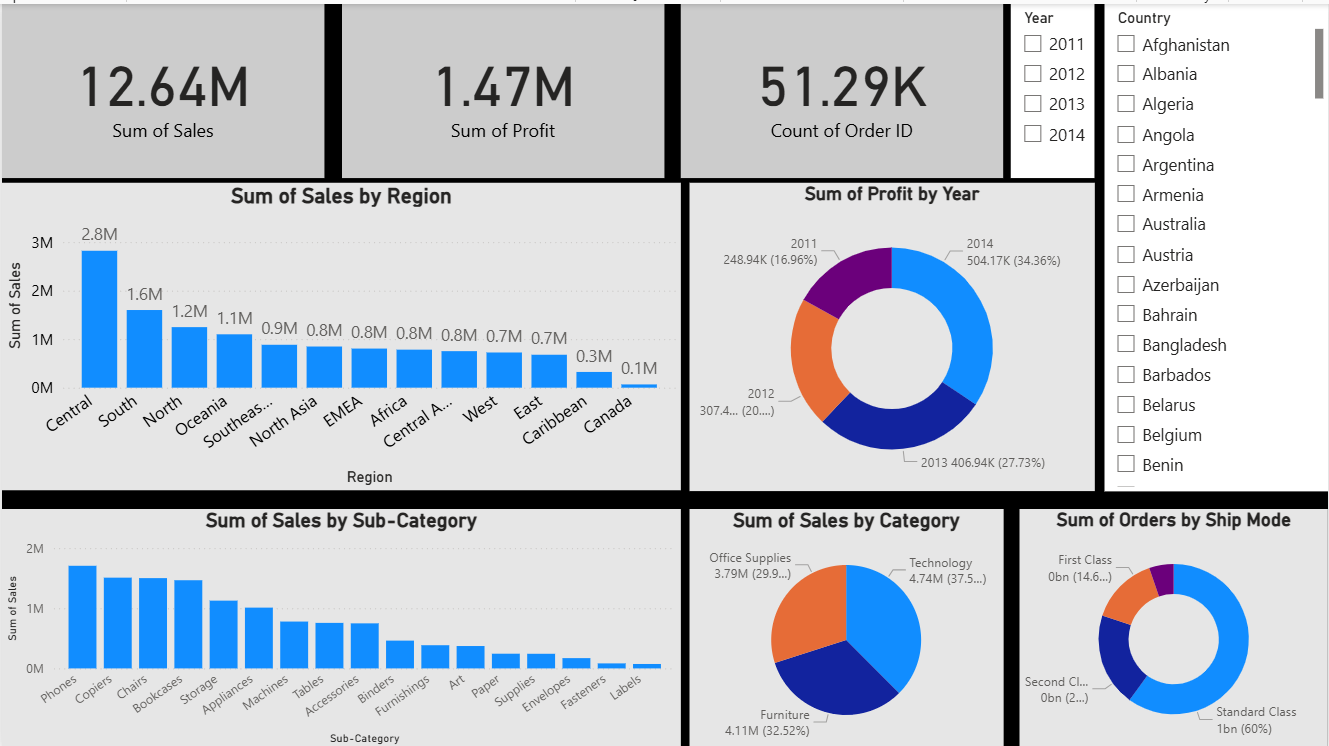 12.64M
Sum of Sales
1.47M
Sum of Profit
51.29K
Count of Order ID
Year
2011
2012
2013
2014
Country
Afghanistan
Albania
Algeria
Angola
Argentina
Armenia
Australia
Austria
Azerbaijan
Bahrain
Bangladesh
Barbados
Belarus
Belgium
Benin
Sum of Sales by Region
Sum of Sales
3M
2M
1M
0M
2.8M
1.6M
1.2M
1.1M
0.9M
0.8M
0.8M
0.8M
0.8M
0.7M
0.7M
0.3M
0.1M
Central
South
North
Oceania
Southeas...
North Asia
EMEA
Africa
Central A...
West
East
Caribbean
Canada
Region
Sum of Profit by Year
2011
248.94K (16.96%)
2014
504.17K (34.36%)
2012
307.4... (20....)
2013 406.94K (27.73%)
Sum of Sales by Sub-Category
Sum of Sales
2M
1M
0M
Phones
Copiers
Chairs
Bookcases
Storage
Appliances
Machines
Tables
Accessories
Binders
Furnishings
Art
Paper
Supplies
Envelopes
Fasteners
Labels
Sub-Category
Sum of Sales by Category
Office Supplies
3.79M (29.9...)
Technology
4.74M (37.5...)
Furniture
4.11M (32.52%)
Sum of Orders by Ship Mode
First Class
0bn (14.6...)
Second Cl...
0bn (2...)
Standard Class
1bn (60%)